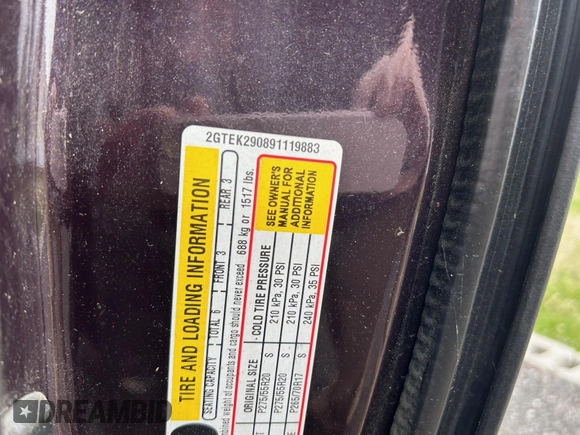 2GTEK290891119883
TIRE AND LOADING INFORMATION
SEATING CAPACITY TOTAL 6 FRONT 3 REAR 3
weight of occupants and cargo should never exceed 688 kg or 1517 lbs.
ORIGINAL SIZE COLD TIRE PRESSURE
P275/55R20 S 210 kPa, 30 PSI
P275/55R20 S 210 kPa, 30 PSI
P265/70R17 S 240 kPa, 35 PSI
SEE OWNER'S
MANUAL FOR
ADDITIONAL
INFORMATION
DREAMBID